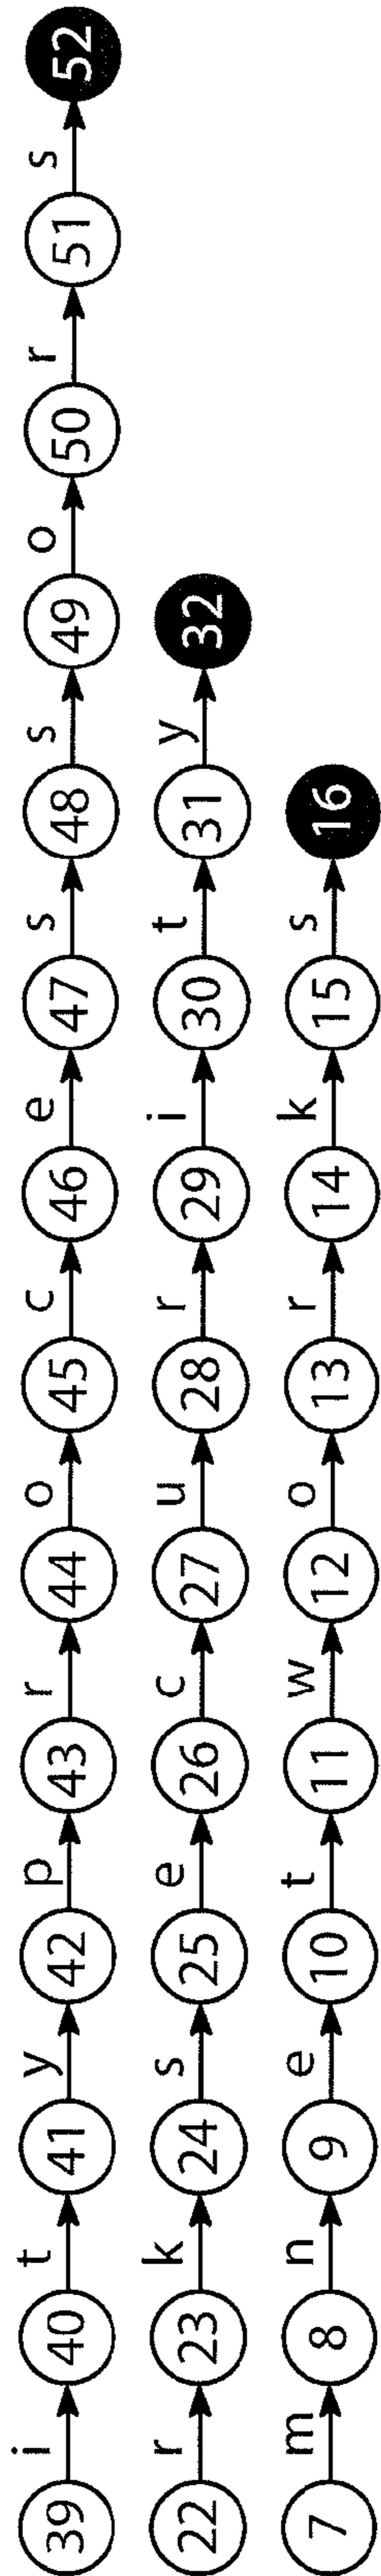 i t y p r o c e s s o r s
39 40 41 42 43 44 45 46 47 48 49 50 51 52
r k s e c u r i t y
22 23 24 25 26 27 28 29 30 31 32
m n e t w o r k s
7 8 9 10 11 12 13 14 15 16